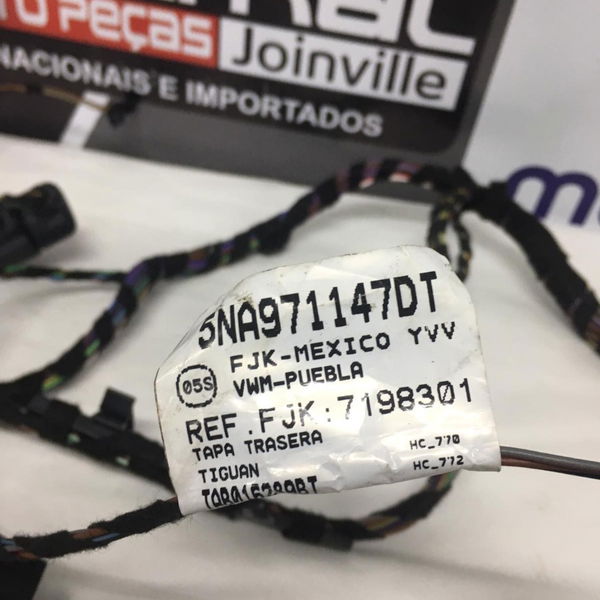 TO PEÇAS Joinville
NACIONAIS E IMPORTADOS
5NA971147DT
FJK-MEXICO YVV
05S VWM-PUEBLA
REF.FJK:7198301
TAPA TRASERA HC_770
TIGUAN HC_772